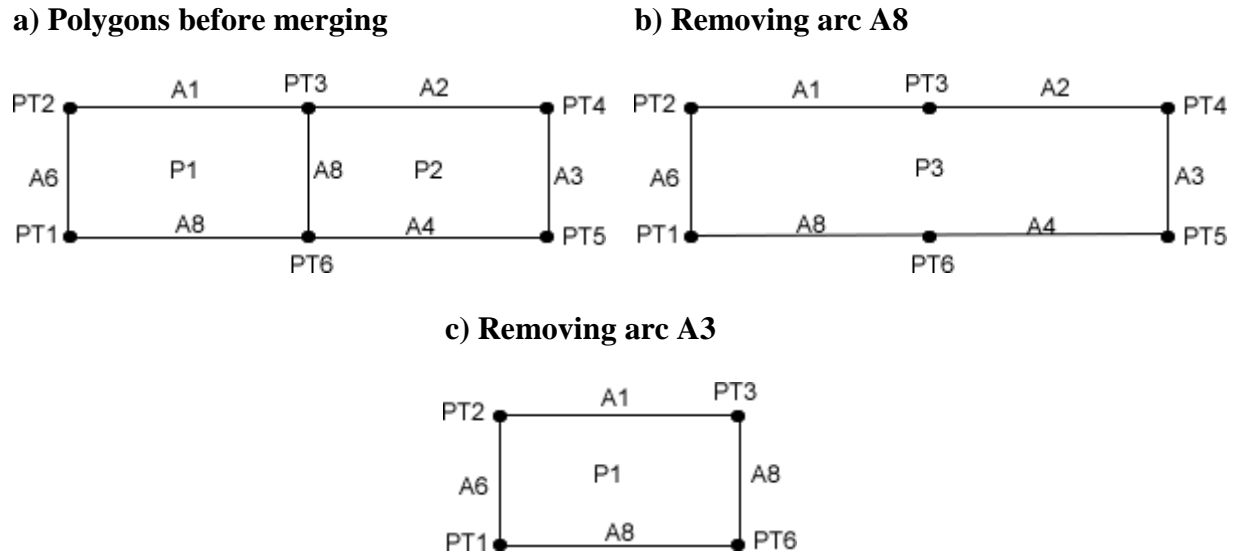 a) Polygons before merging
b) Removing arc A8
PT2 A1 PT3 A2 PT4
A6 P1 A8 P2 A3
PT1 A8 A4 PT5
PT6
PT2 A1 PT3 A2 PT4
A6 P3 A3
PT1 A8 A4 PT5
PT6
c) Removing arc A3
PT2 A1 PT3
A6 P1 A8
PT1 A8 PT6